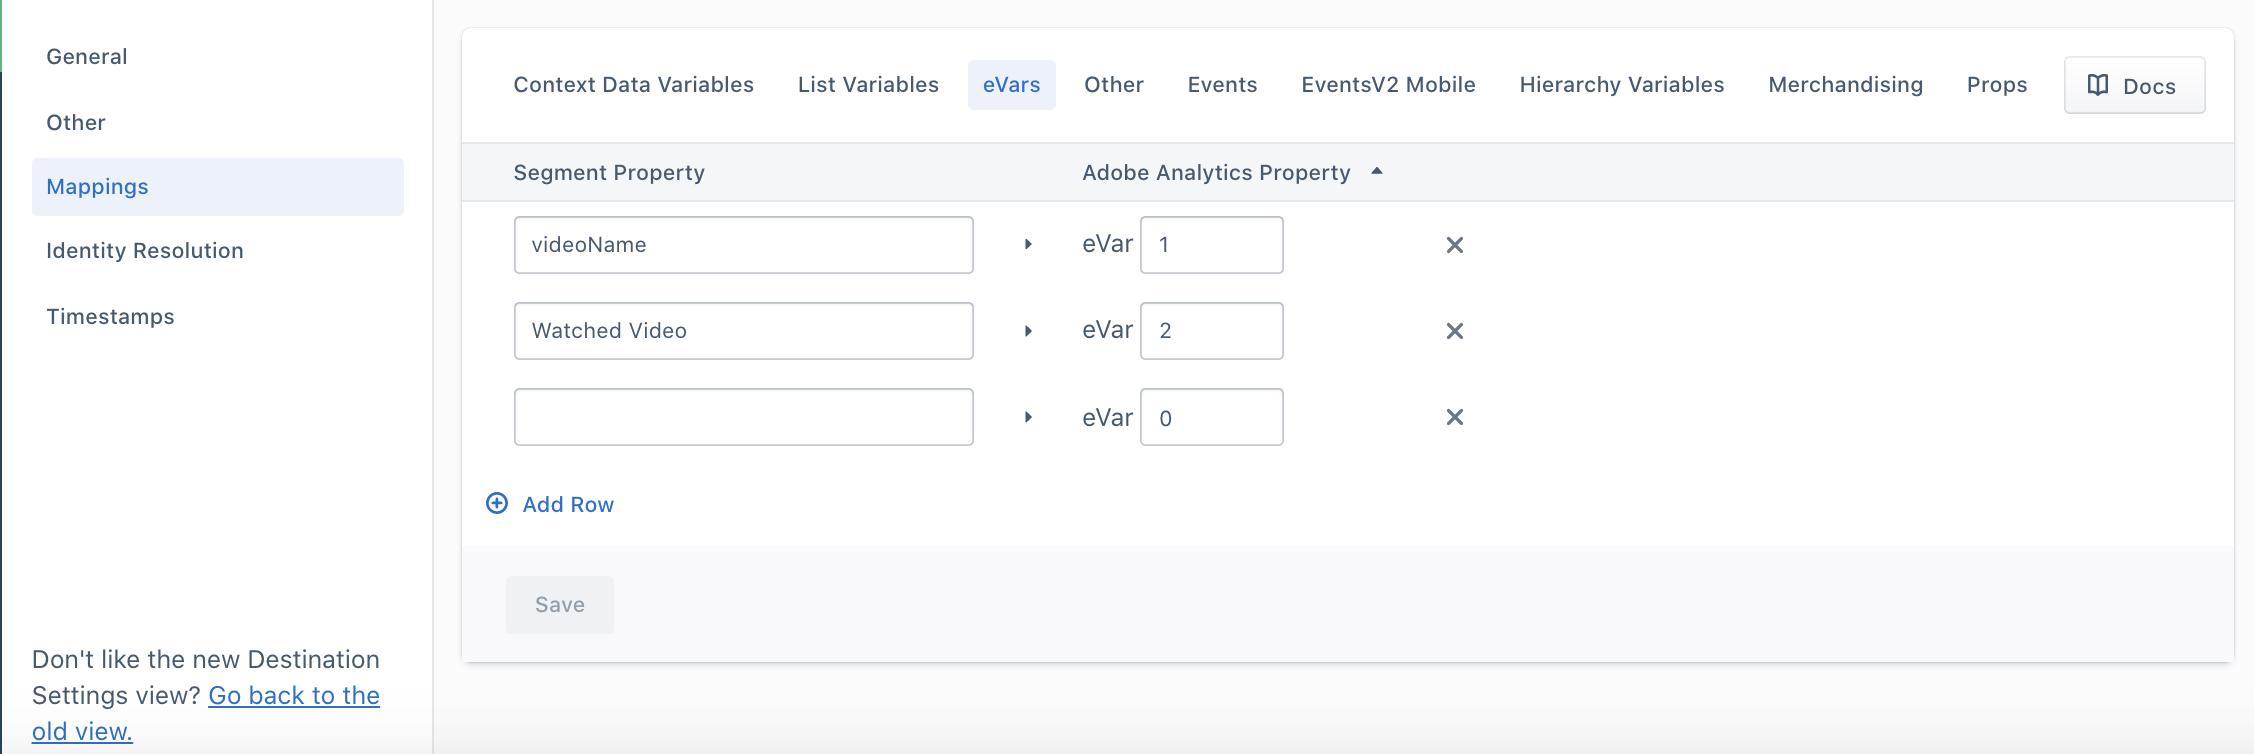 General
Other
Mappings
Identity Resolution
Timestamps
Don't like the new Destination
Settings view? Go back to the
old view.
Context Data Variables List Variables eVars Other Events EventsV2 Mobile Hierarchy Variables Merchandising Props Docs
Segment Property Adobe Analytics Property
videoName eVar 1
Watched Video eVar 2
eVar 0
Add Row
Save